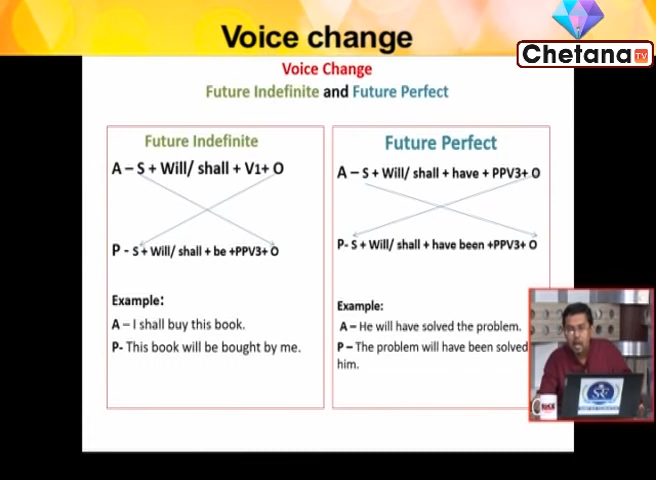 Voice change
Chetana TV
Voice Change
Future Indefinite and Future Perfect
Future Indefinite
A – S + Will/ shall + V1+ O
P - S + Will/ shall + be +PPV3+ O
Example:
A – I shall buy this book.
P- This book will be bought by me.
Future Perfect
A – S + Will/ shall + have + PPV3+ O
P- S + Will/ shall + have been +PPV3+ O
Example:
A – He will have solved the problem.
P – The problem will have been solved
him.